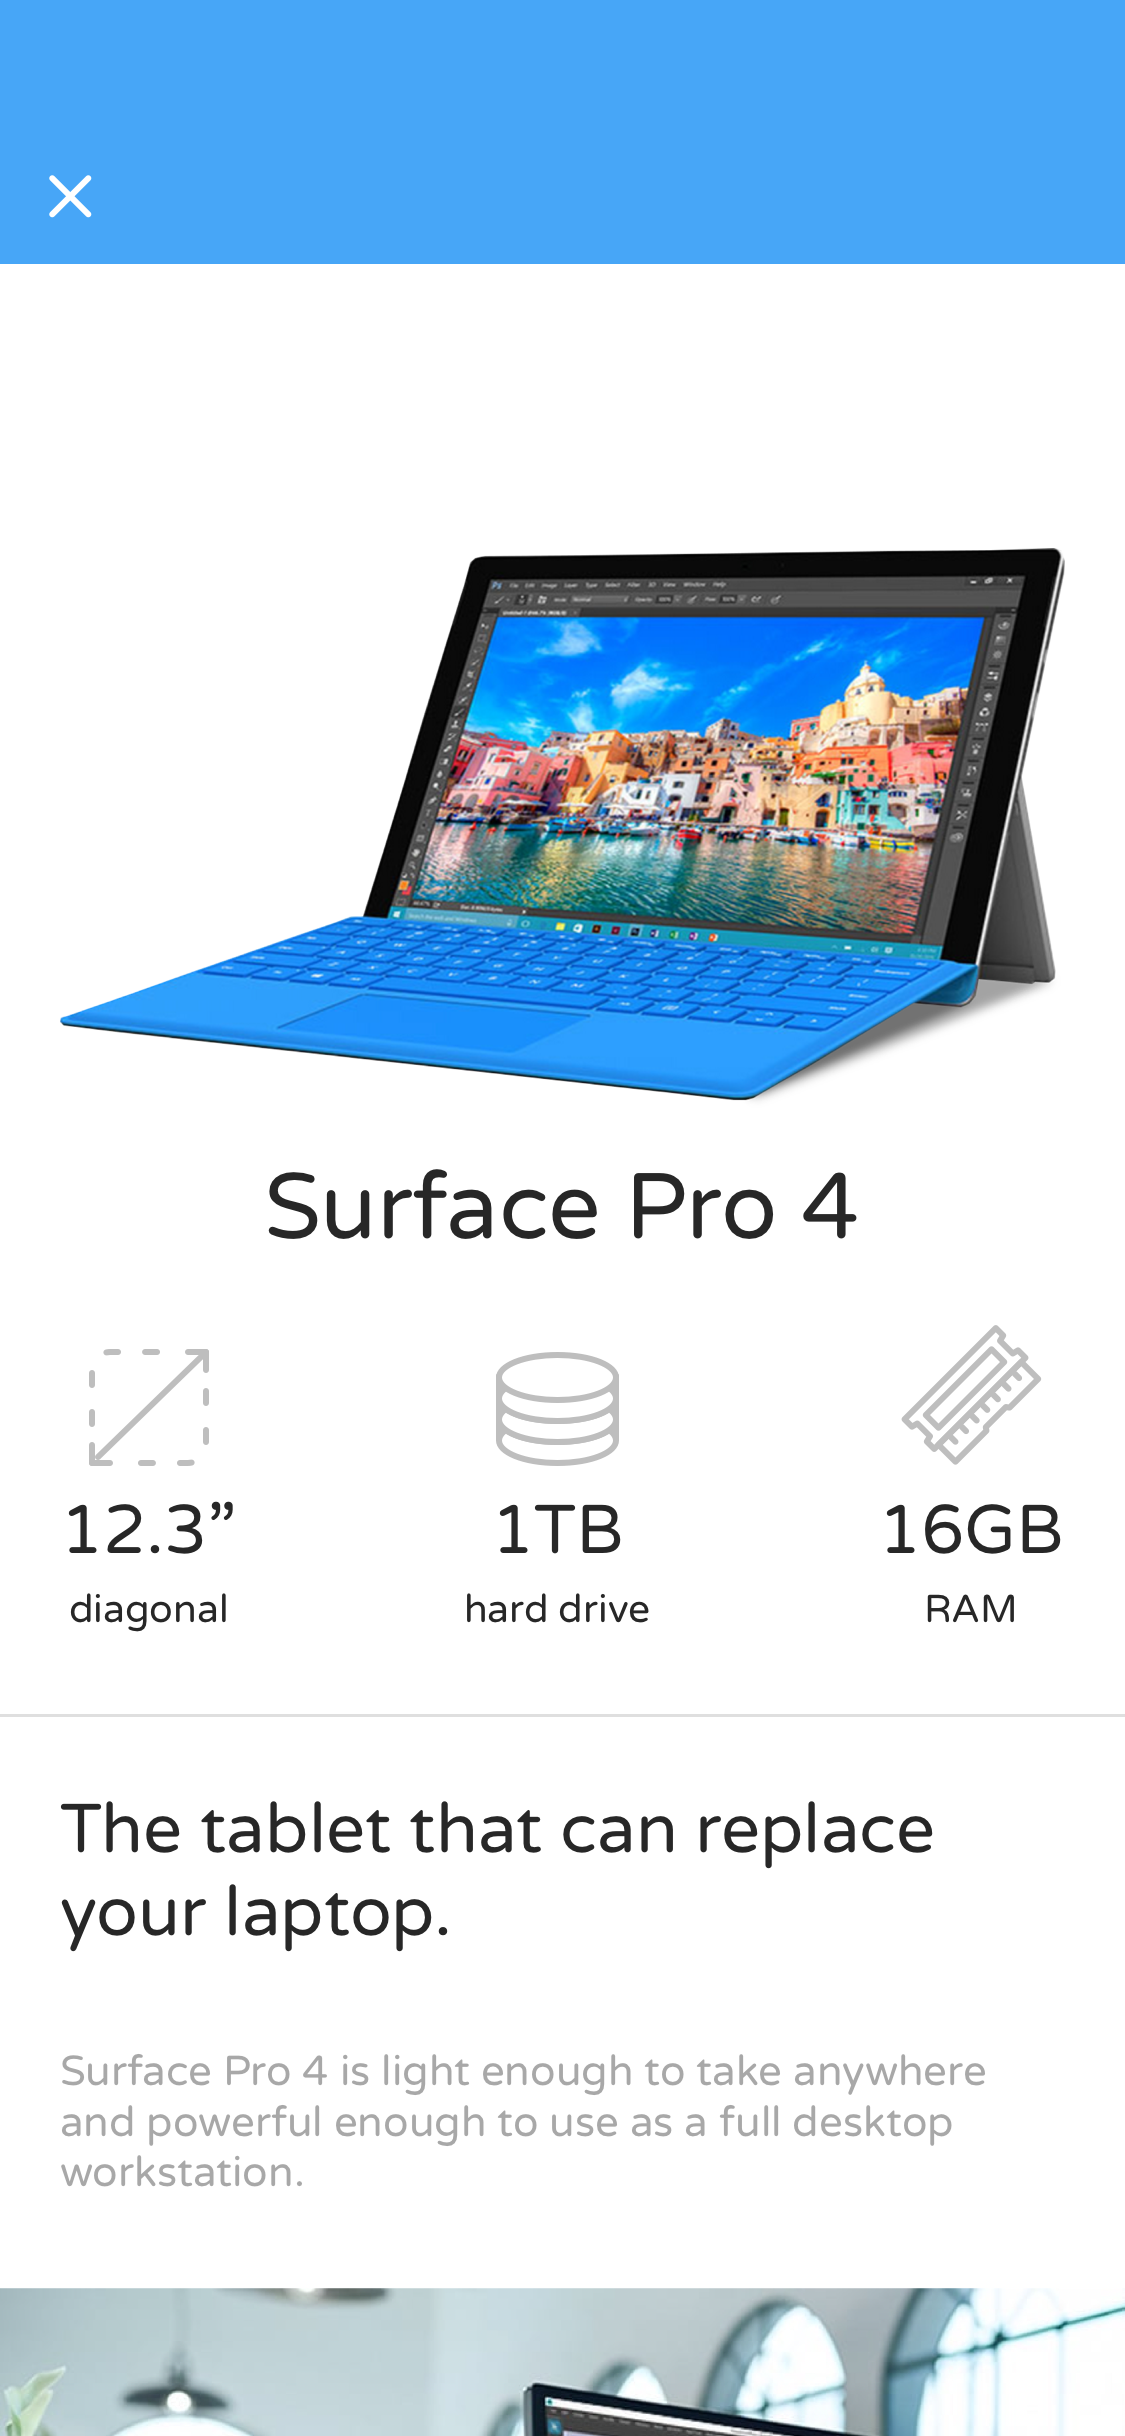 Surface Pro 4
12.3” 1TB 16GB
diagonal hard drive RAM
The tablet that can replace
your laptop.
Surface Pro 4 is light enough to take anywhere
and powerful enough to use as a full desktop
workstation.